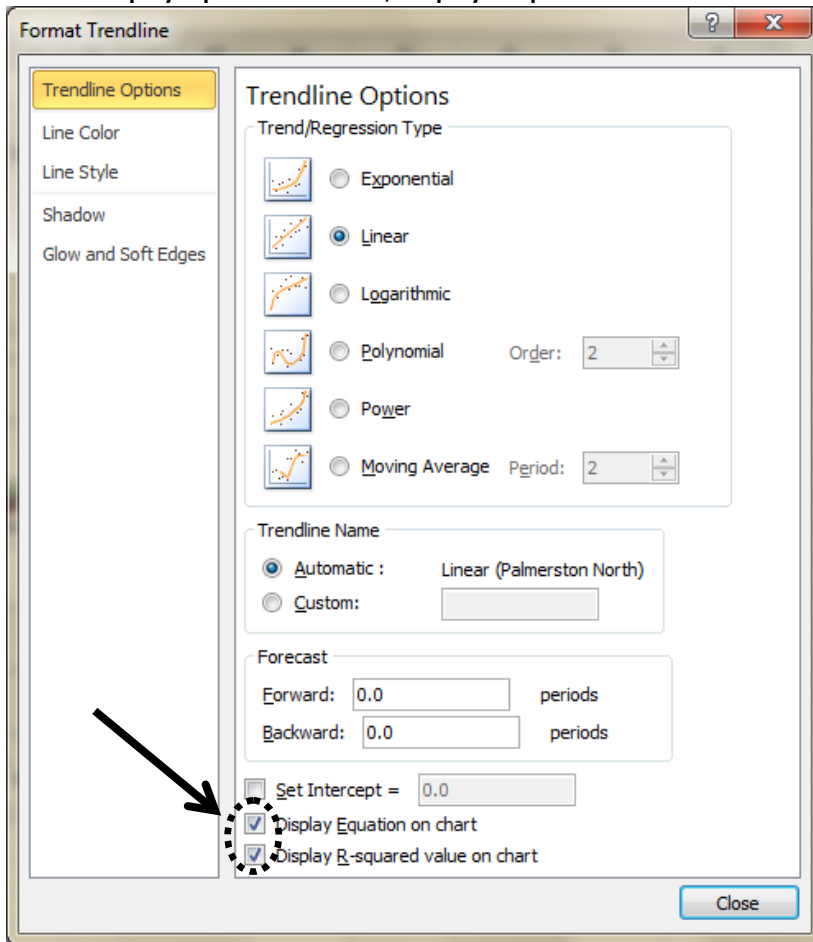 Format Trendline
?
X
Trendline Options
Line Color
Line Style
Shadow
Glow and Soft Edges
Trendline Options
Trend/Regression Type
Exponential
Linear
Logarithmic
Polynomial Order: 2
Power
Moving Average Period: 2
Trendline Name
Automatic : Linear (Palmerston North)
Custom:
Forecast
Forward: 0.0 periods
Backward: 0.0 periods
Set Intercept = 0.0
Display Equation on chart
Display R-squared value on chart
Close